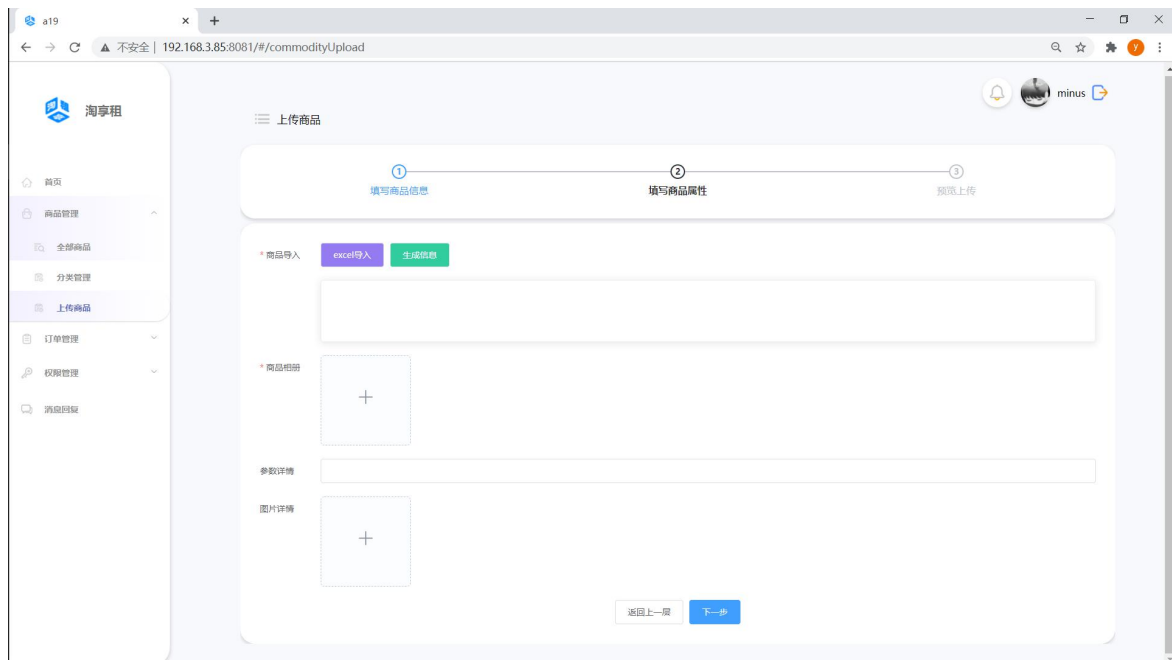 a19
不安全 | 192.168.3.85:8081/#/commodityUpload
y
淘享租
minus
上传商品
首页
商品管理
全部商品
分类管理
上传商品
订单管理
权限管理
消息回复
1
填写商品信息
2
填写商品属性
3
预览上传
* 商品导入
excel导入
生成信息
* 商品相册
参数详情
图片详情
返回上一层
下一步